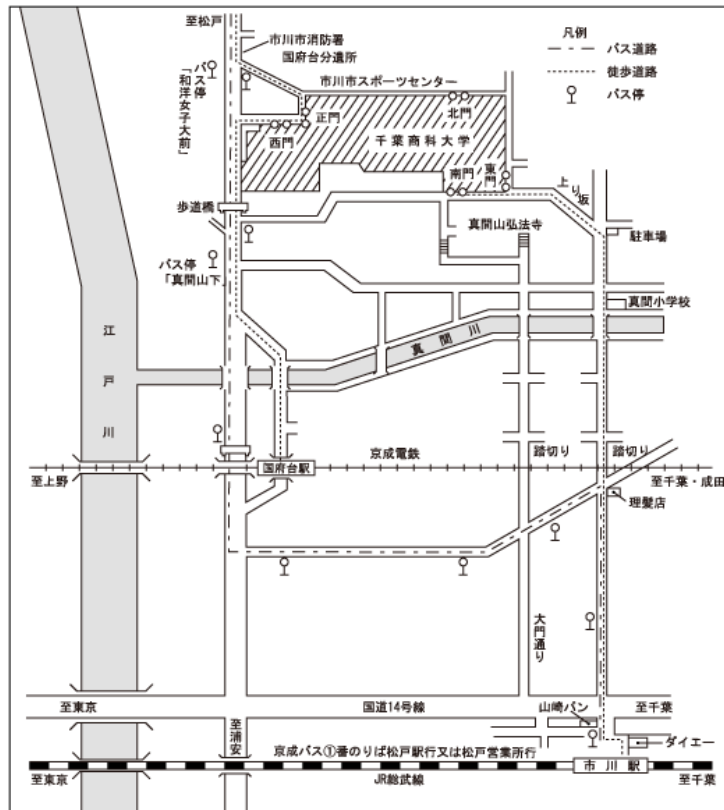 至松戸
市川市消防署
国府台分遣所
凡例
バス道路
徒歩道路
バス停
バス停
「和洋女子大前」
市川市スポーツセンター
正門
北門
西門
千葉商科大学
南門
東門
上り坂
歩道橋
真間山弘法寺
駐車場
バス停
「真間山下」
真間小学校
江戸川
真間川
京成電鉄
踏切り
踏切り
国府台駅
至上野
至千葉・成田
理髪店
大門通り
至東京
国道14号線
山崎パン
至千葉
至浦安
京成バス①番のりば松戸駅行又は松戸営業所行
ダイエー
市川駅
至東京
JR総武線
至千葉